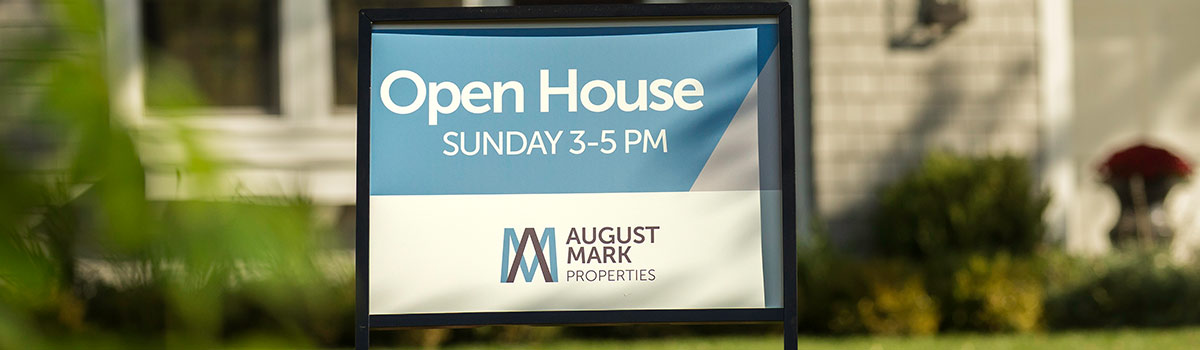 Open House
SUNDAY 3-5 PM
AUGUST
MARK
PROPERTIES